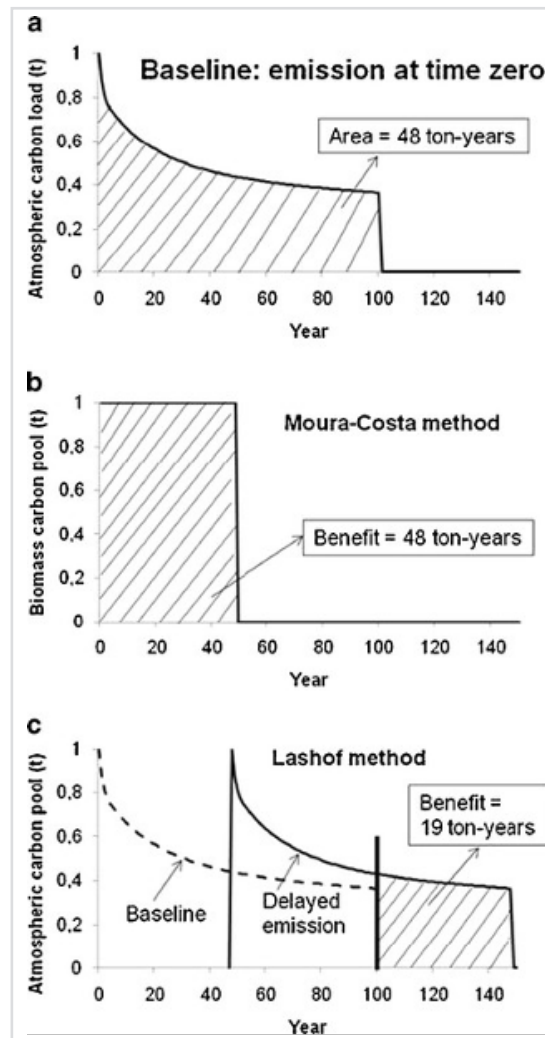 a
Baseline: emission at time zero
Atmospheric carbon load (t)
1
0,8
0,6
0,4
0,2
0
Area = 48 ton-years
0 20 40 60 80 100 120 140
Year
b
Moura-Costa method
Biomass carbon pool (t)
1
0,8
0,6
0,4
0,2
0
Benefit = 48 ton-years
0 20 40 60 80 100 120 140
Year
c
Lashof method
Atmospheric carbon pool (t)
1
0,8
0,6
0,4
0,2
0
Benefit =
19 ton-years
Baseline
Delayed
emission
0 20 40 60 80 100 120 140
Year